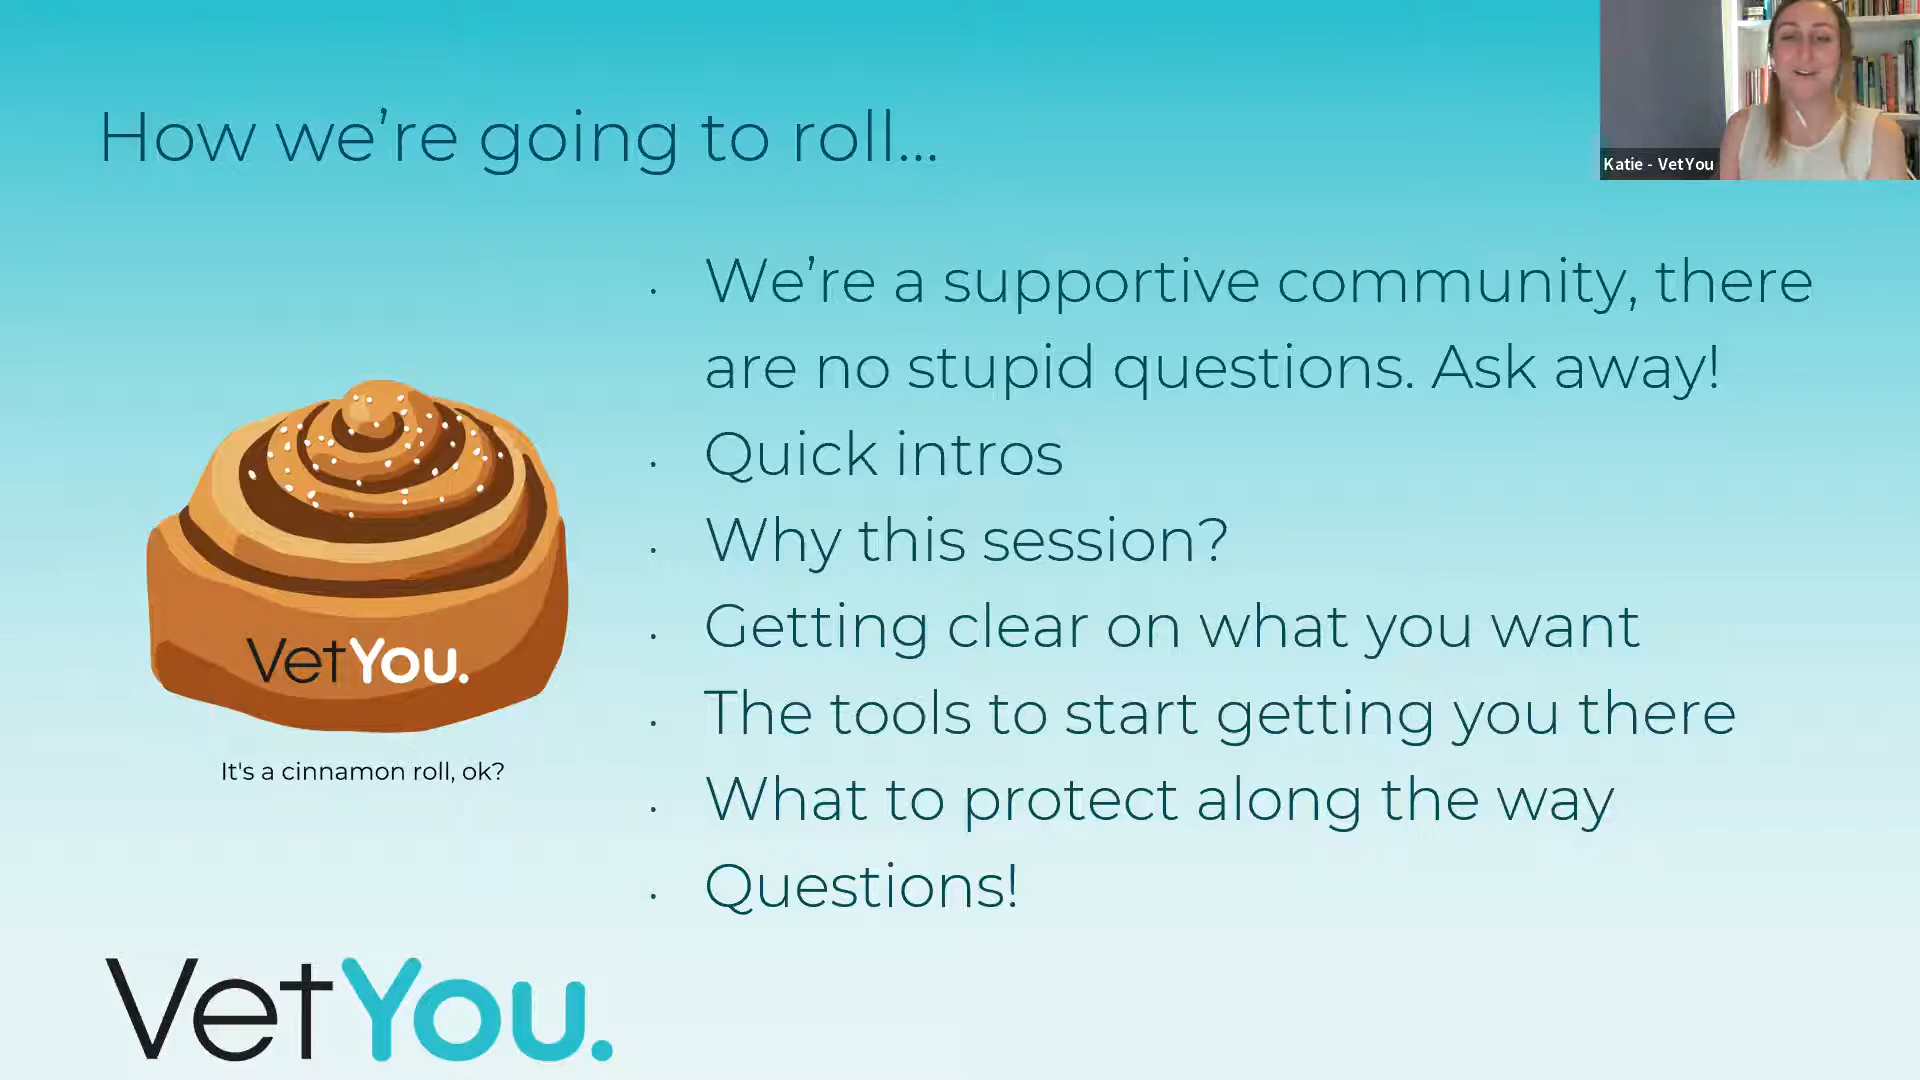 How we’re going to roll...
Katie - VetYou
We’re a supportive community, there
are no stupid questions. Ask away!
Quick intros
Why this session?
Getting clear on what you want
The tools to start getting you there
What to protect along the way
Questions!
VetYou.
It's a cinnamon roll, ok?
VetYou.